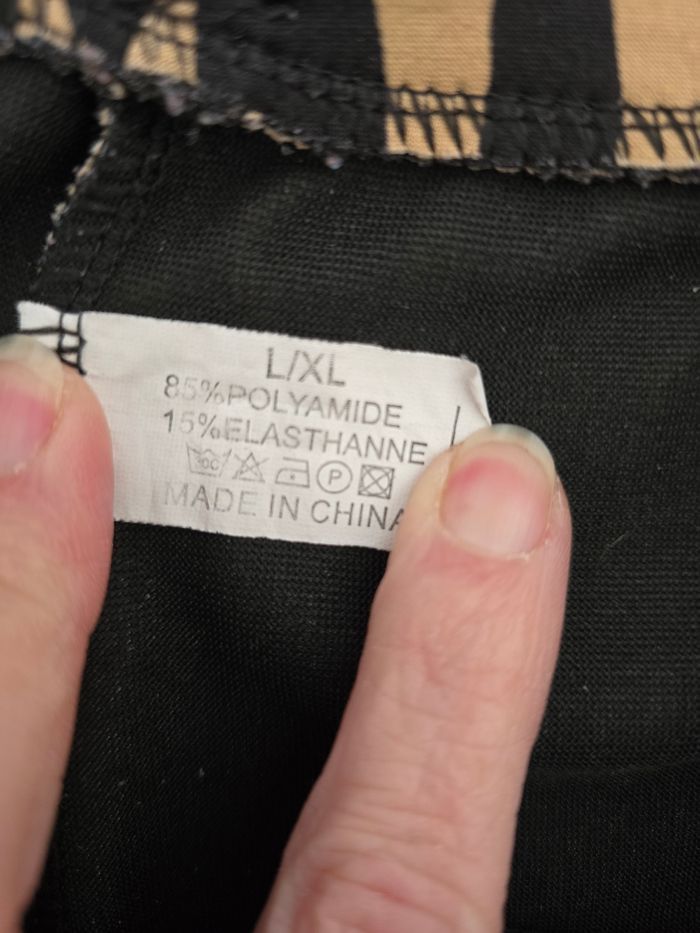 L/XL
85%POLYAMIDE
15%ELASTHANNE
P
MADE IN CHINA